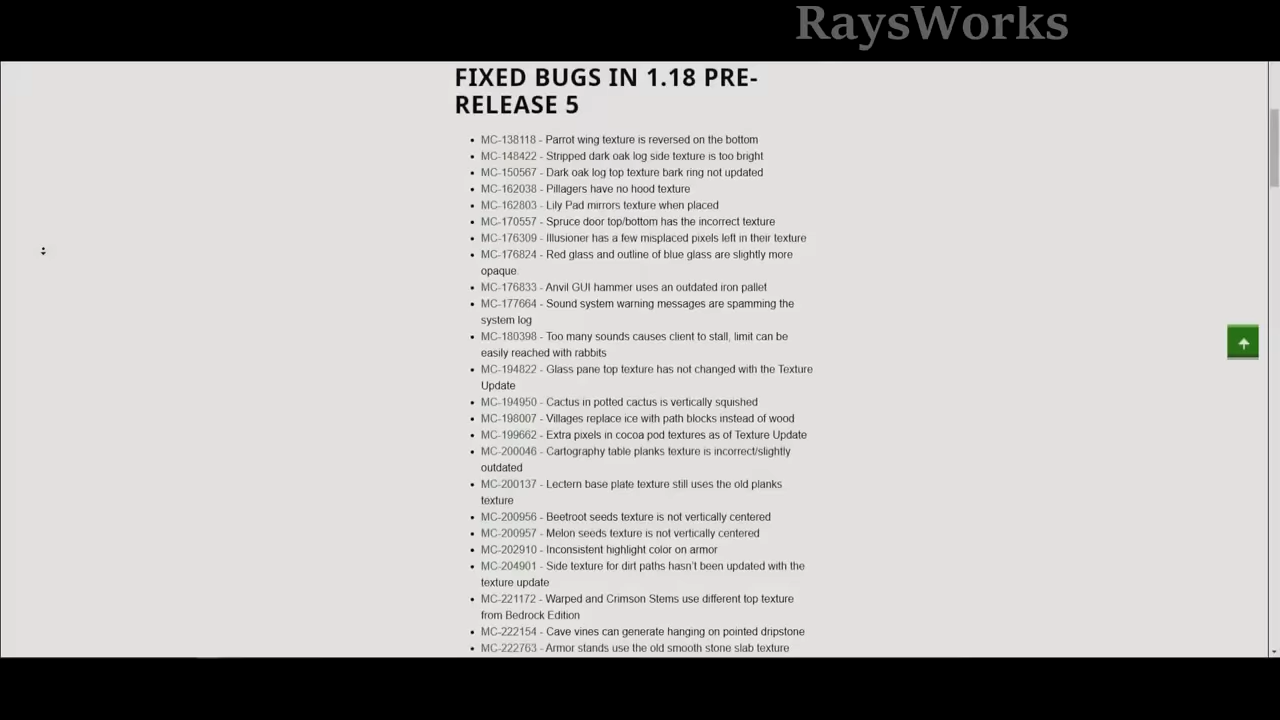 RaysWorks
FIXED BUGS IN 1.18 PRE-
RELEASE 5
MC-138118 - Parrot wing texture is reversed on the bottom
MC-148422 - Stripped dark oak log side texture is too bright
MC-150567 - Dark oak log top texture bark ring not updated
MC-162038 - Pillagers have no hood texture
MC-162803 - Lily Pad mirrors texture when placed
MC-170557 - Spruce door top/bottom has the incorrect texture
MC-176309 - Illusioner has a few misplaced pixels left in their texture
MC-176824 - Red glass and outline of blue glass are slightly more
opaque.
MC-176833 - Anvil GUI hammer uses an outdated iron pallet
MC-177664 - Sound system warning messages are spamming the
system log
MC-180398 - Too many sounds causes client to stall, limit can be
easily reached with rabbits
MC-194822 - Glass pane top texture has not changed with the Texture
Update
MC-194950 - Cactus in potted cactus is vertically squished
MC-198007 - Villages replace ice with path blocks instead of wood
MC-199662 - Extra pixels in cocoa pod textures as of Texture Update
MC-200046 - Cartography table planks texture is incorrect/slightly
outdated
MC-200137 - Lectern base plate texture still uses the old planks
texture
MC-200956 - Beetroot seeds texture is not vertically centered
MC-200957 - Melon seeds texture is not vertically centered
MC-202910 - Inconsistent highlight color on armor
MC-204901 - Side texture for dirt paths hasn't been updated with the
texture update
MC-221172 - Warped and Crimson Stems use different top texture
from Bedrock Edition
MC-222154 - Cave vines can generate hanging on pointed dripstone
MC-222763 - Armor stands use the old smooth stone slab texture